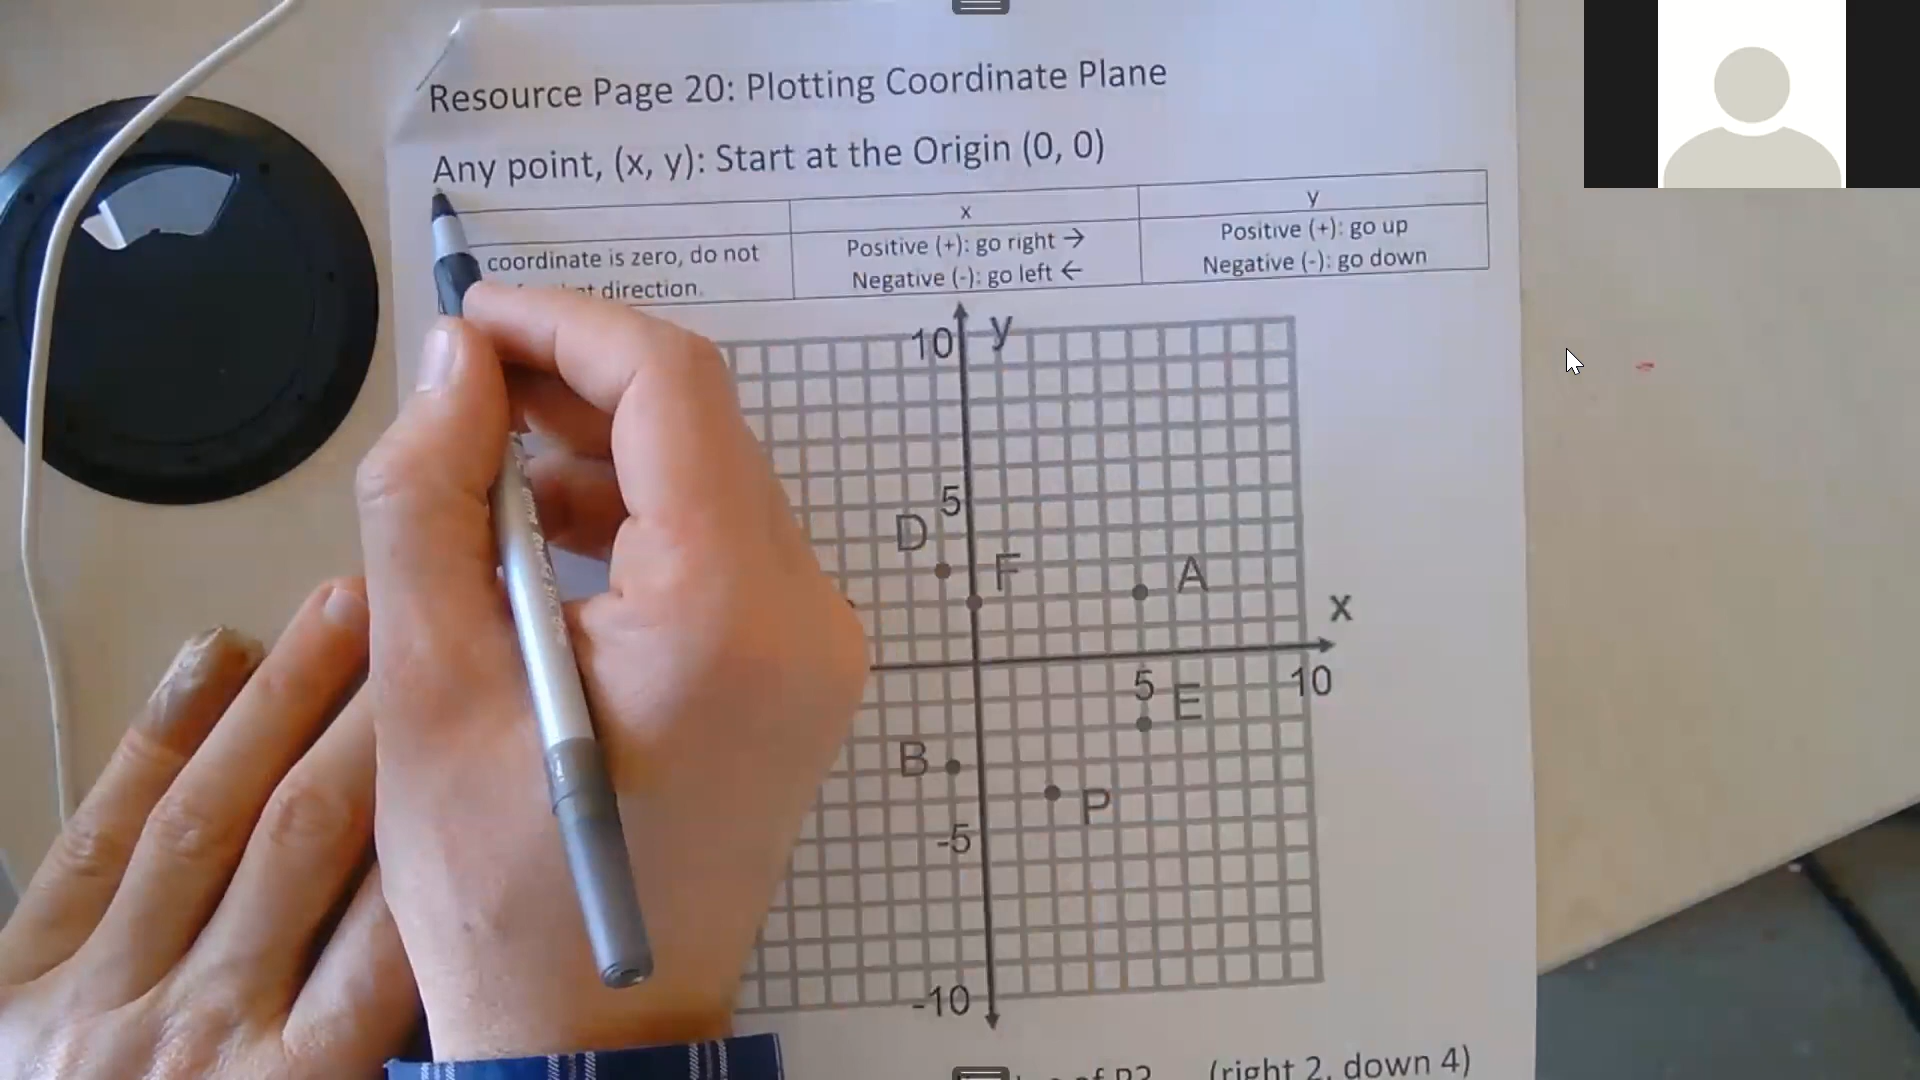 Resource Page 20: Plotting Coordinate Plane
Any point, (x, y): Start at the Origin (0, 0)
x
y
coordinate is zero, do not
direction.
Positive (+): go right →
Negative (-): go left ←
Positive (+): go up
Negative (-): go down
10
y
5
D
F
A
x
5
E
10
B
P
-5
-10
of P? (right 2, down 4)